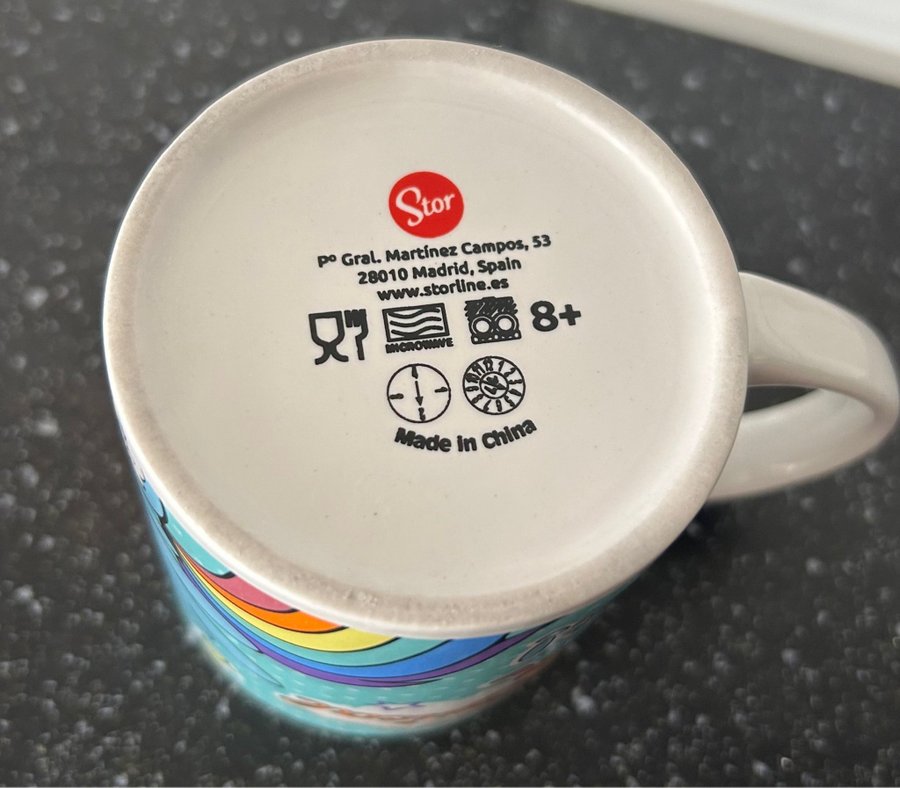 Stor
Pº Gral. Martínez Campos, 53
28010 Madrid, Spain
www.storline.es
MICROWAVE
8+
Made in China